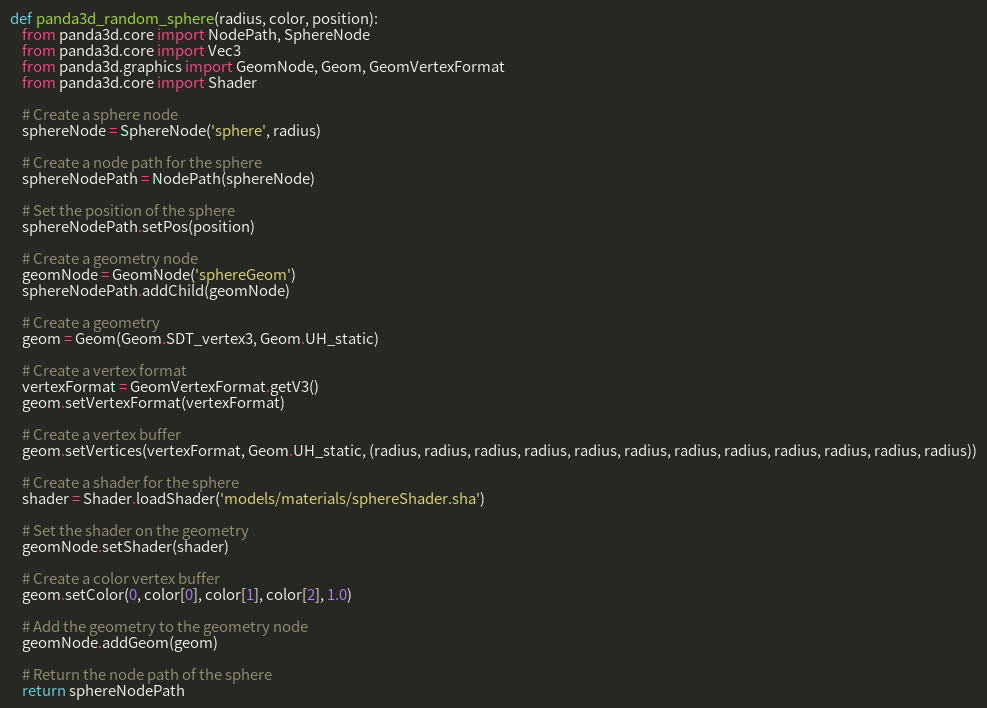 def panda3d_random_sphere(radius, color, position):
from panda3d.core import NodePath, SphereNode
from panda3d.core import Vec3
from panda3d.graphics import GeomNode, Geom, GeomVertexFormat
from panda3d.core import Shader
# Create a sphere node
sphereNode = SphereNode('sphere', radius)
# Create a node path for the sphere
sphereNodePath = NodePath(sphereNode)
# Set the position of the sphere
sphereNodePath.setPos(position)
# Create a geometry node
geomNode = GeomNode('sphereGeom')
sphereNodePath.addChild(geomNode)
# Create a geometry
geom = Geom(Geom.SDT_vertex3, Geom.UH_static)
# Create a vertex format
vertexFormat = GeomVertexFormat.getV3()
geom.setVertexFormat(vertexFormat)
# Create a vertex buffer
geom.setVertices(vertexFormat, Geom.UH_static, (radius, radius, radius, radius, radius, radius, radius, radius, radius, radius, radius, radius))
# Create a shader for the sphere
shader = Shader.loadShader('models/materials/sphereShader.sha')
# Set the shader on the geometry
geomNode.setShader(shader)
# Create a color vertex buffer
geom.setColor(0, color[0], color[1], color[2], 1.0)
# Add the geometry to the geometry node
geomNode.addGeom(geom)
# Return the node path of the sphere
return sphereNodePath